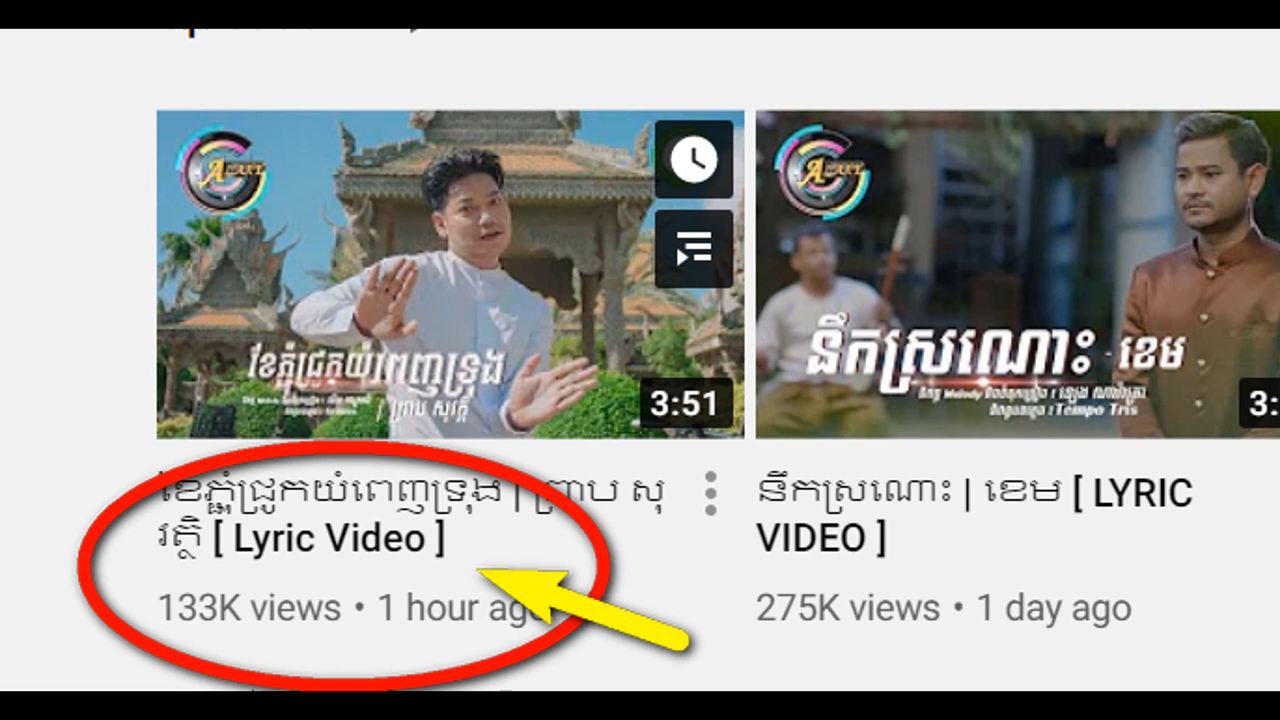 ខែភ្ជុំជ្រូកយំពេញទ្រូង
3:51
នឹកស្រណោះ - ខេម
3:
ខែភ្ជុំជ្រូកយំពេញទ្រូង | ព្រាប សុ
វត្ថិ [ Lyric Video ]
133K views • 1 hour ago
នឹកស្រណោះ | ខេម [ LYRIC
VIDEO ]
275K views • 1 day ago